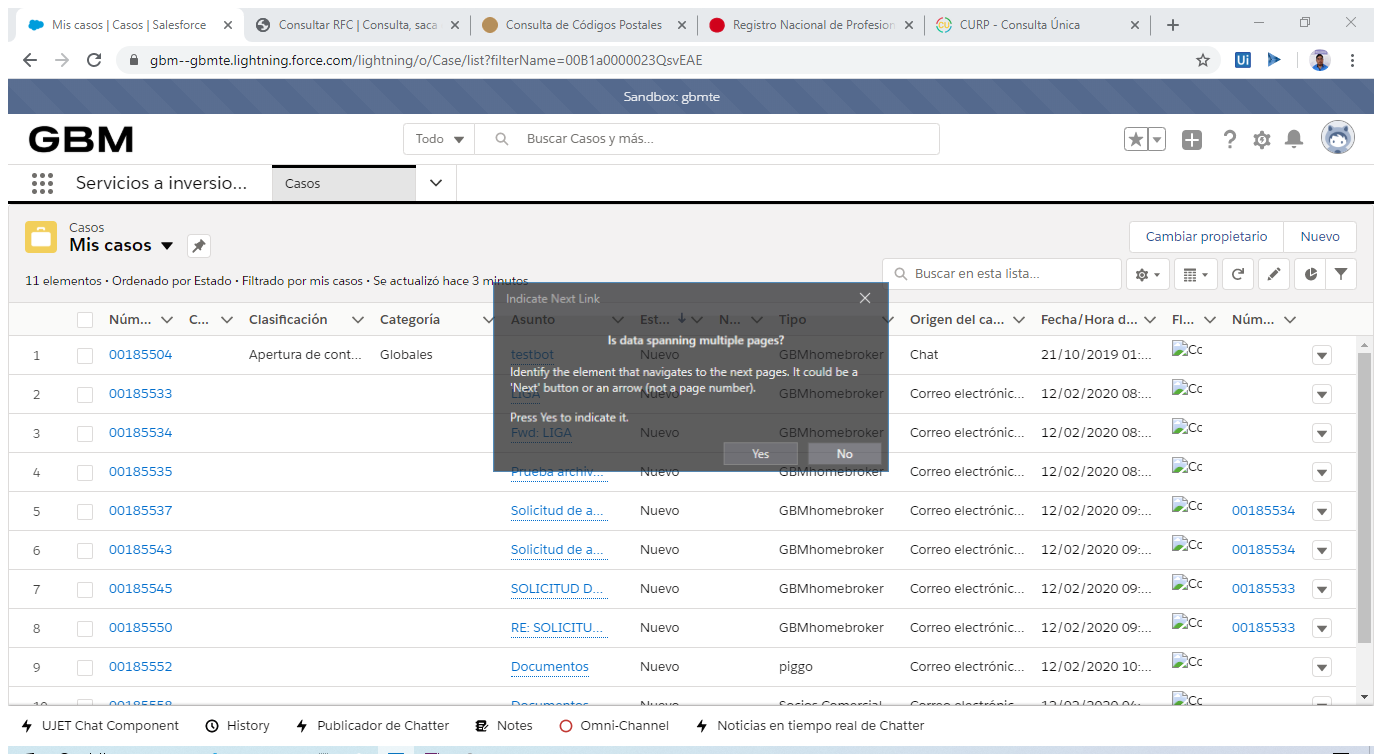 Mis casos | Casos | Salesforce
Consultar RFC | Consulta, saca
Consulta de Códigos Postales
Registro Nacional de Profesion
CURP - Consulta Única
gbm--gbmte.lightning.force.com/lightning/o/Case/list?filterName=00B1a0000023QsvEAE
Ui
Sandbox: gbmte
GBM
Todo
Buscar Casos y más...
Servicios a inversio...
Casos
Casos
Mis casos
Cambiar propietario
Nuevo
11 elementos • Ordenado por Estado • Filtrado por mis casos • Se actualizó hace 3 minutos
Buscar en esta lista...
Indicate Next Link
Is data spanning multiple pages?
Identify the element that navigates to the next pages. It could be a
'Next' button or an arrow (not a page number).
Press Yes to indicate it.
Yes
No
Núm... C... Clasificación Categoría Asunto Est... N... Tipo Origen del ca... Fecha/Hora d... Fl... Núm...
1 00185504 Apertura de cont... Globales testbot Nuevo GBMhomebroker Chat 21/10/2019 01:... Cc
2 00185533 LIGA Nuevo GBMhomebroker Correo electrónic... 12/02/2020 08:... Cc
3 00185534 Fwd: LIGA Nuevo GBMhomebroker Correo electrónic... 12/02/2020 08:... Cc
4 00185535 Prueba archiv... Nuevo GBMhomebroker Correo electrónic... 12/02/2020 08:... Cc
5 00185537 Solicitud de a... Nuevo GBMhomebroker Correo electrónic... 12/02/2020 09:... Cc 00185534
6 00185543 Solicitud de a... Nuevo GBMhomebroker Correo electrónic... 12/02/2020 09:... Cc 00185534
7 00185545 SOLICITUD D... Nuevo GBMhomebroker Correo electrónic... 12/02/2020 09:... Cc 00185533
8 00185550 RE: SOLICITU... Nuevo GBMhomebroker Correo electrónic... 12/02/2020 09:... Cc 00185533
9 00185552 Documentos Nuevo piggo Correo electrónic... 12/02/2020 10:... Cc
10 00185558 Documentos Nuevo Socios Comercial Correo electrónic... 12/02/2020 04:... Cc
UJET Chat Component
History
Publicador de Chatter
Notes
Omni-Channel
Noticias en tiempo real de Chatter